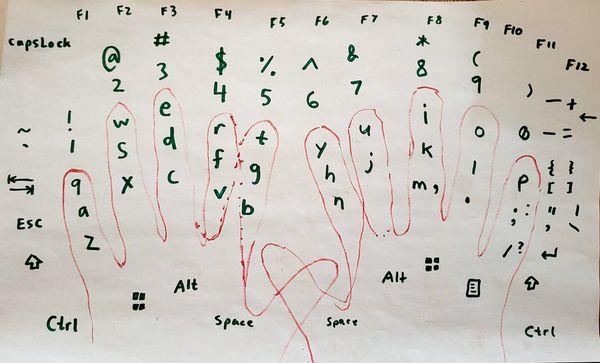 F1 F2 F3 F4 F5 F6 F7 F8 F9 F10 F11 F12
CapsLock @ # $ % ^ & * ( ) _ +
~ ! 2 3 4 5 6 7 8 9 0 - = ←
` 1 w e r t y u i o p { }
q s d f g h j k l ; : [ ]
Esc a x c v b n m , . " ' | \
z / ? ↵
⇧ Alt Alt ⇧
Ctrl Space Space Ctrl